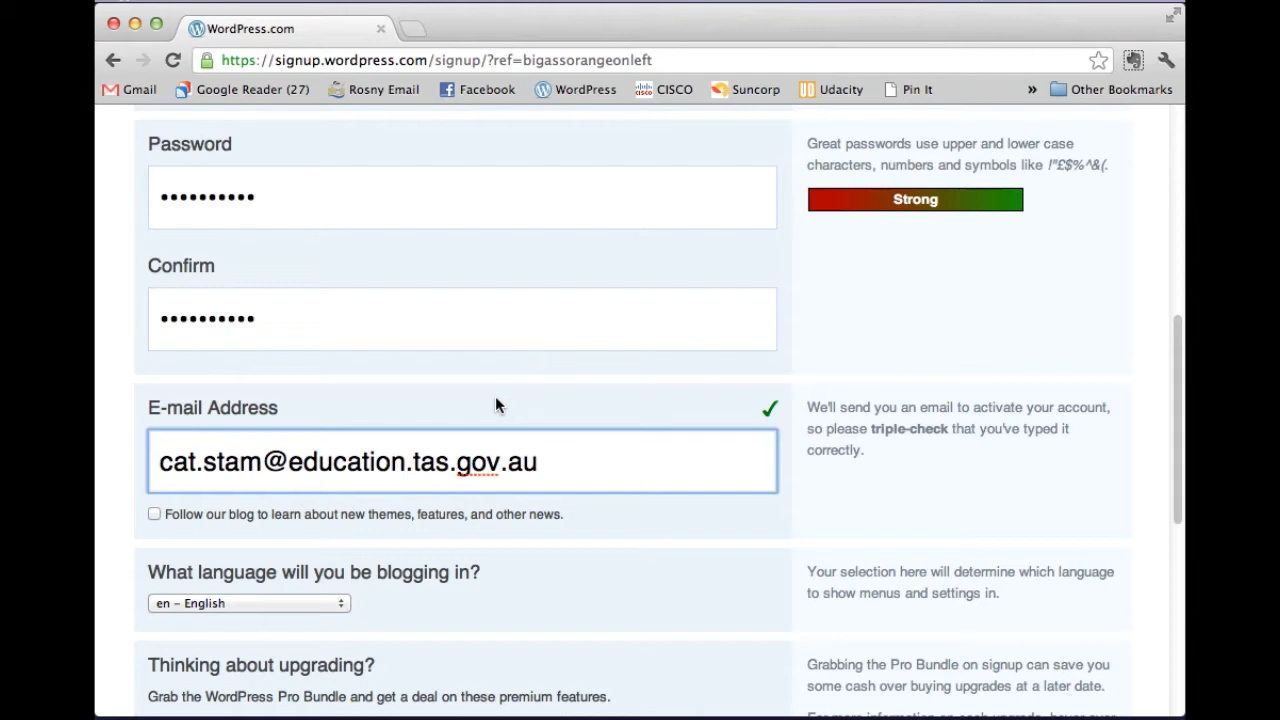 WordPress.com
https://signup.wordpress.com/signup/?ref=bigassorangeonleft
Gmail Google Reader (27) Rosny Email Facebook WordPress CISCO Suncorp Udacity Pin It » Other Bookmarks
Password
Great passwords use upper and lower case
characters, numbers and symbols like !"£$%^&(.
Strong
Confirm
E-mail Address
cat.stam@education.tas.gov.au
Follow our blog to learn about new themes, features, and other news.
We'll send you an email to activate your account,
so please triple-check that you've typed it
correctly.
What language will you be blogging in?
en – English
Your selection here will determine which language
to show menus and settings in.
Thinking about upgrading?
Grab the WordPress Pro Bundle and get a deal on these premium features.
Grabbing the Pro Bundle on signup can save you
some cash over buying upgrades at a later date.